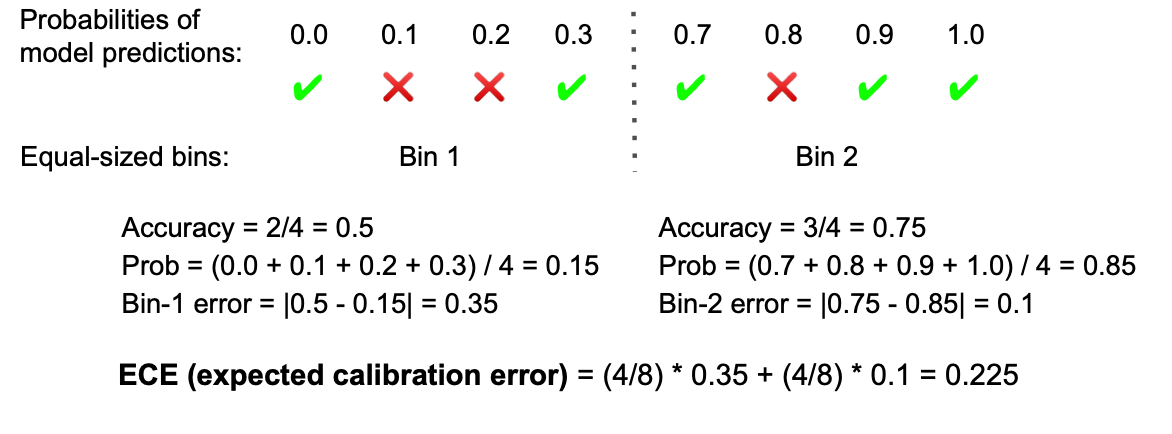 Probabilities of
model predictions:
0.0 0.1 0.2 0.3 0.7 0.8 0.9 1.0
Equal-sized bins: Bin 1 Bin 2
Accuracy = 2/4 = 0.5
Prob = (0.0 + 0.1 + 0.2 + 0.3) / 4 = 0.15
Bin-1 error = |0.5 - 0.15| = 0.35
Accuracy = 3/4 = 0.75
Prob = (0.7 + 0.8 + 0.9 + 1.0) / 4 = 0.85
Bin-2 error = |0.75 - 0.85| = 0.1
ECE (expected calibration error) = (4/8) * 0.35 + (4/8) * 0.1 = 0.225